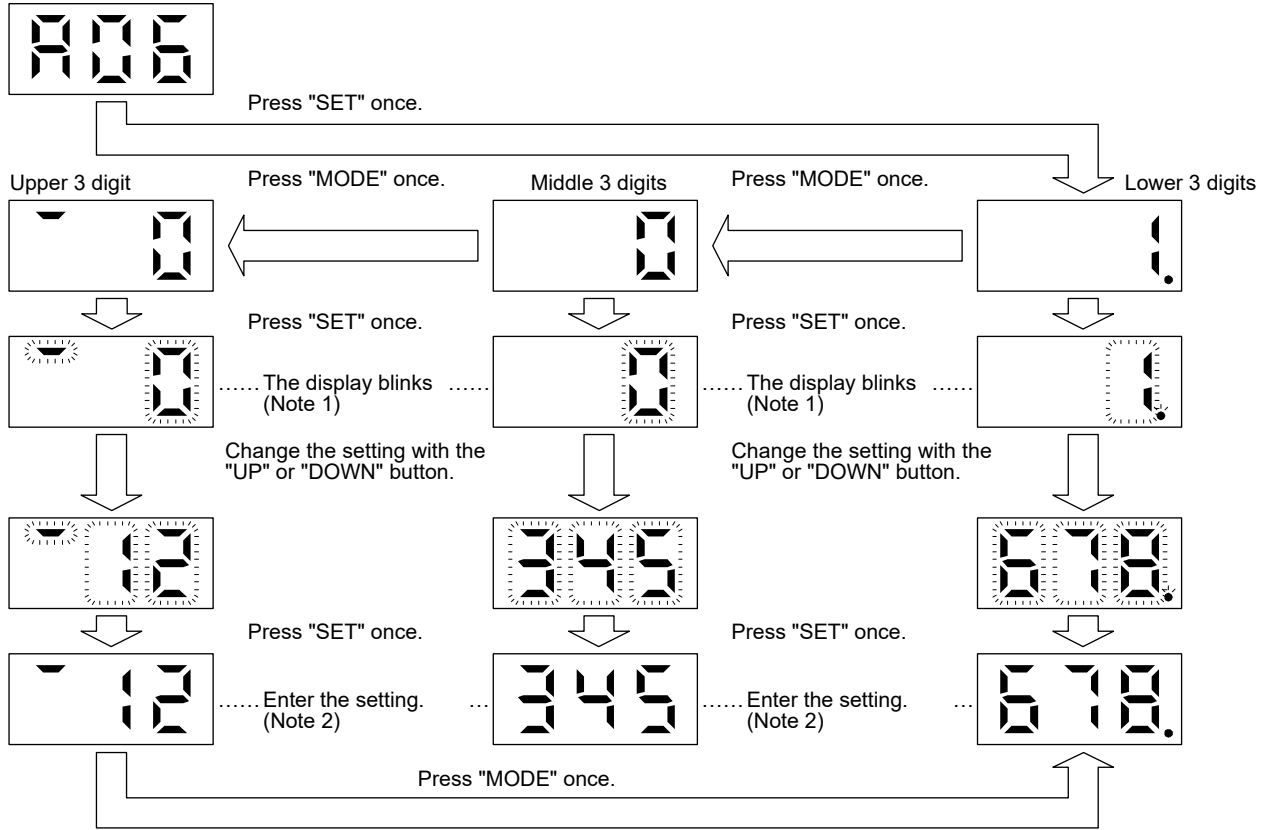 A06
Press "SET" once.
Upper 3 digit
Press "MODE" once.
Middle 3 digits
Press "MODE" once.
Lower 3 digits
‾ 0
0
1.
Press "SET" once.
Press "SET" once.
‾ 0
...... The display blinks ......
(Note 1)
0
...... The display blinks ......
(Note 1)
1.
Change the setting with the
"UP" or "DOWN" button.
Change the setting with the
"UP" or "DOWN" button.
‾ 12
345
678.
Press "SET" once.
Press "SET" once.
‾ 12
...... Enter the setting. ...
(Note 2)
345
...... Enter the setting. ...
(Note 2)
678.
Press "MODE" once.